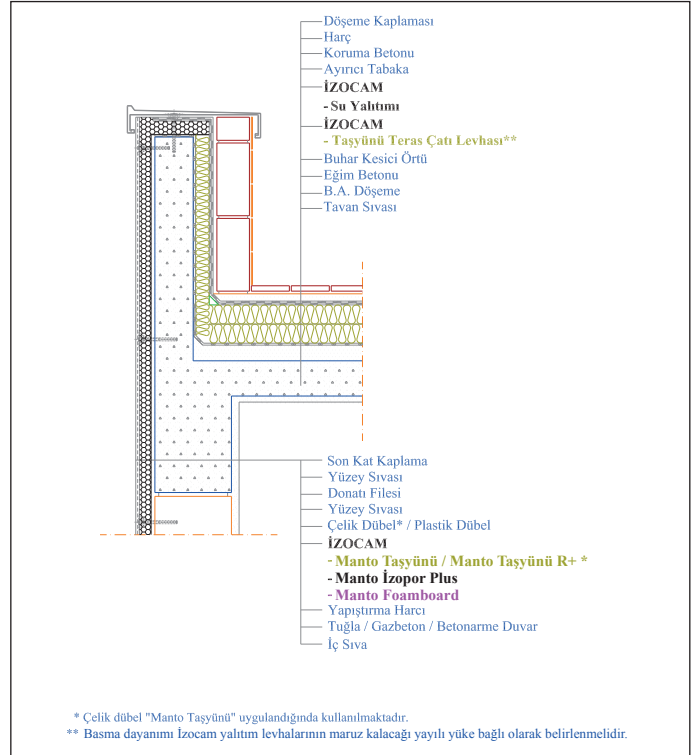 Döşeme Kaplaması
Harç
Koruma Betonu
Ayırıcı Tabaka
İZOCAM
- Su Yalıtımı
İZOCAM
- Taşyünü Teras Çatı Levhası**
Buhar Kesici Örtü
Eğim Betonu
B.A. Döşeme
Tavan Sıvası
Son Kat Kaplama
Yüzey Sıvası
Donatı Filesi
Yüzey Sıvası
Çelik Dübel* / Plastik Dübel
İZOCAM
- Manto Taşyünü / Manto Taşyünü R+ *
- Manto İzopor Plus
- Manto Foamboard
Yapıştırma Harcı
Tuğla / Gazbeton / Betonarme Duvar
İç Sıva
* Çelik dübel "Manto Taşyünü" uygulandığında kullanılmaktadır.
** Basma dayanımı İzocam yalıtım levhalarının maruz kalacağı yayılı yüke bağlı olarak belirlenmelidir.